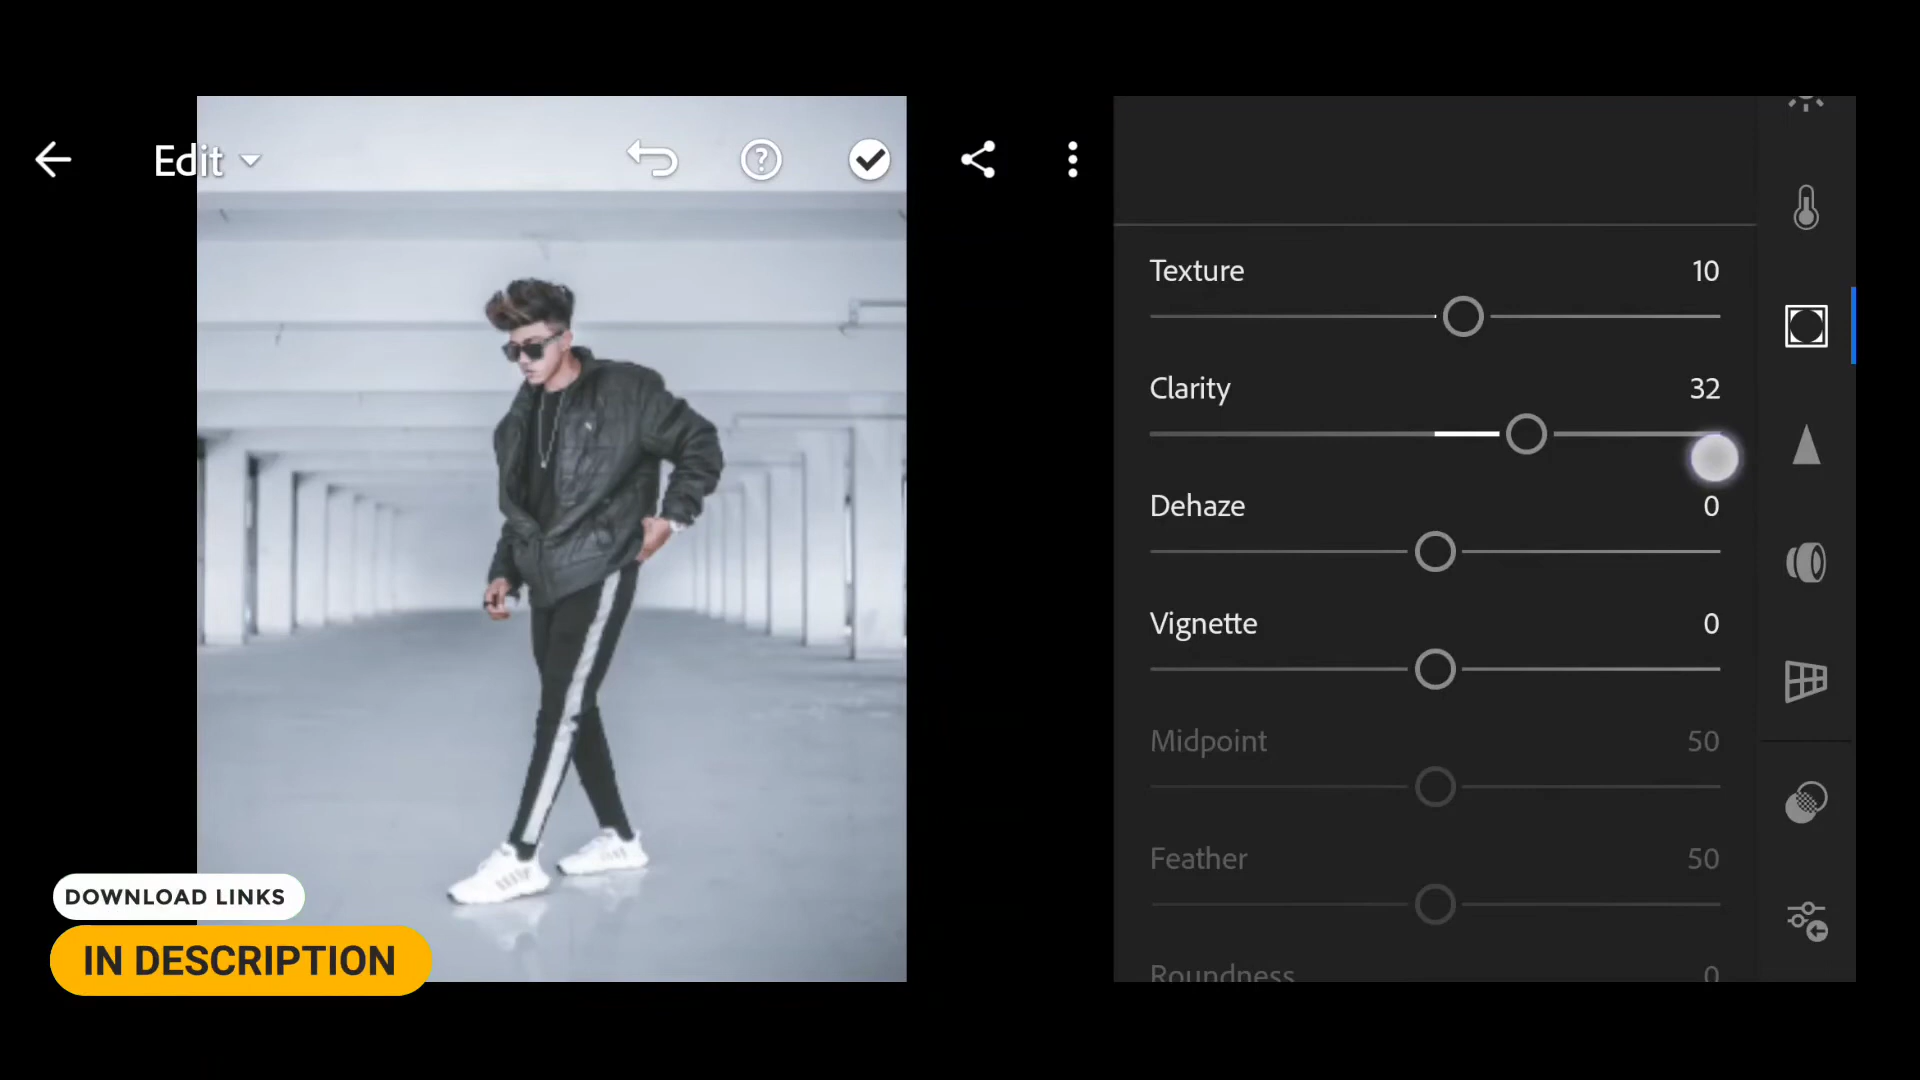 Edit
Texture 10
Clarity 32
Dehaze 0
Vignette 0
Midpoint 50
Feather 50
Roundness 0
DOWNLOAD LINKS
IN DESCRIPTION